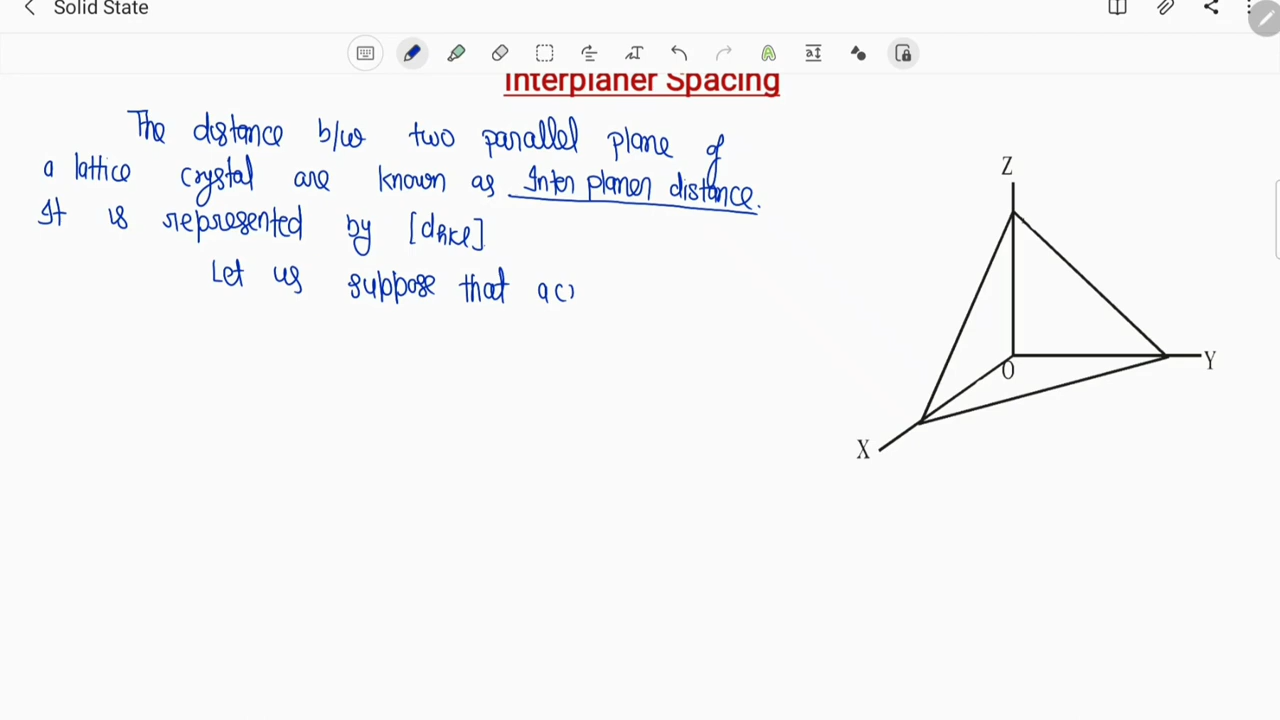 Solid State
Interplaner Spacing
The distance b/w two parallel plane of
a lattice crystal are known as Inter planer distance.
It is represented by [dhkl]
Let us suppose that a
Z
O
Y
X